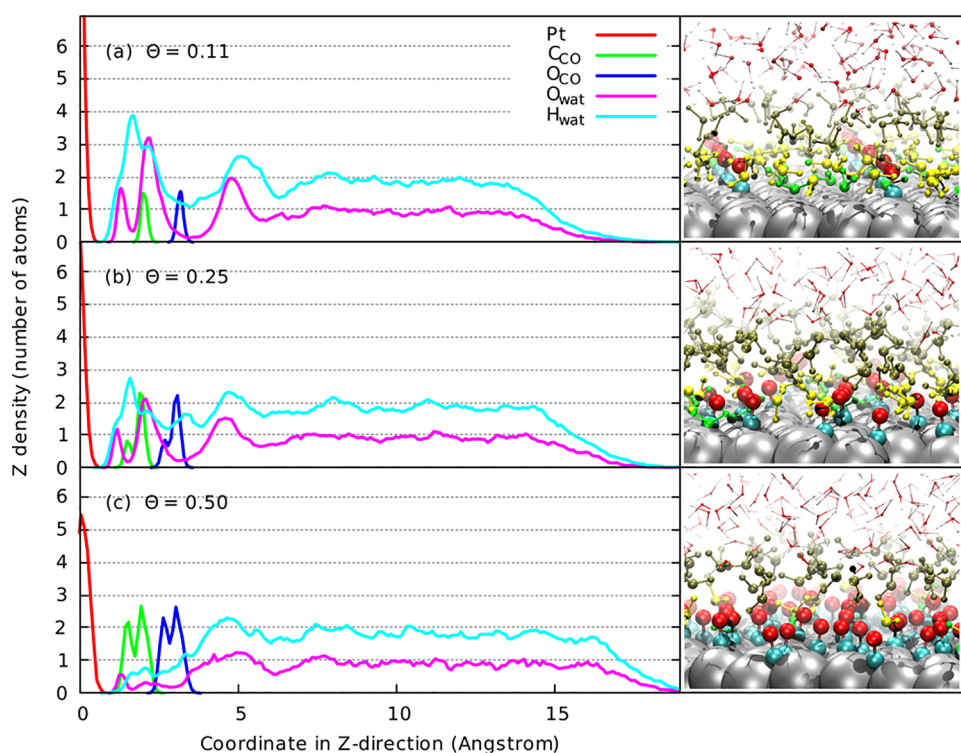 6
5
4
3
2
1
0
(a) Θ = 0.11
Pt
C_CO
O_CO
O_wat
H_wat
6
5
4
3
2
1
0
(b) Θ = 0.25
6
5
4
3
2
1
0
(c) Θ = 0.50
0 5 10 15
Z density (number of atoms)
Coordinate in Z-direction (Angstrom)